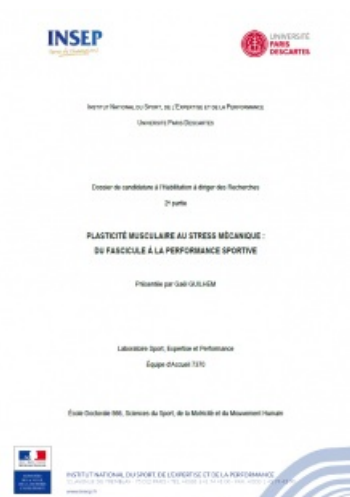 INSEP
UNIVERSITÉ
PARIS
DESCARTES
INSTITUT NATIONAL DU SPORT, DE L'EXPERTISE ET DE LA PERFORMANCE
UNIVERSITÉ PARIS DESCARTES
Dossier de candidature à l'Habilitation à diriger des Recherches
2e partie
PLASTICITÉ MUSCULAIRE AU STRESS MÉCANIQUE :
DU FASCICULE À LA PERFORMANCE SPORTIVE
Présentée par Gaël GUILHEM
Laboratoire Sport, Expertise et Performance
Équipe d'Accueil 7370
École Doctorale 566, Sciences du Sport, de la Motricité et du Mouvement Humain
INSTITUT NATIONAL DU SPORT, DE L'EXPERTISE ET DE LA PERFORMANCE